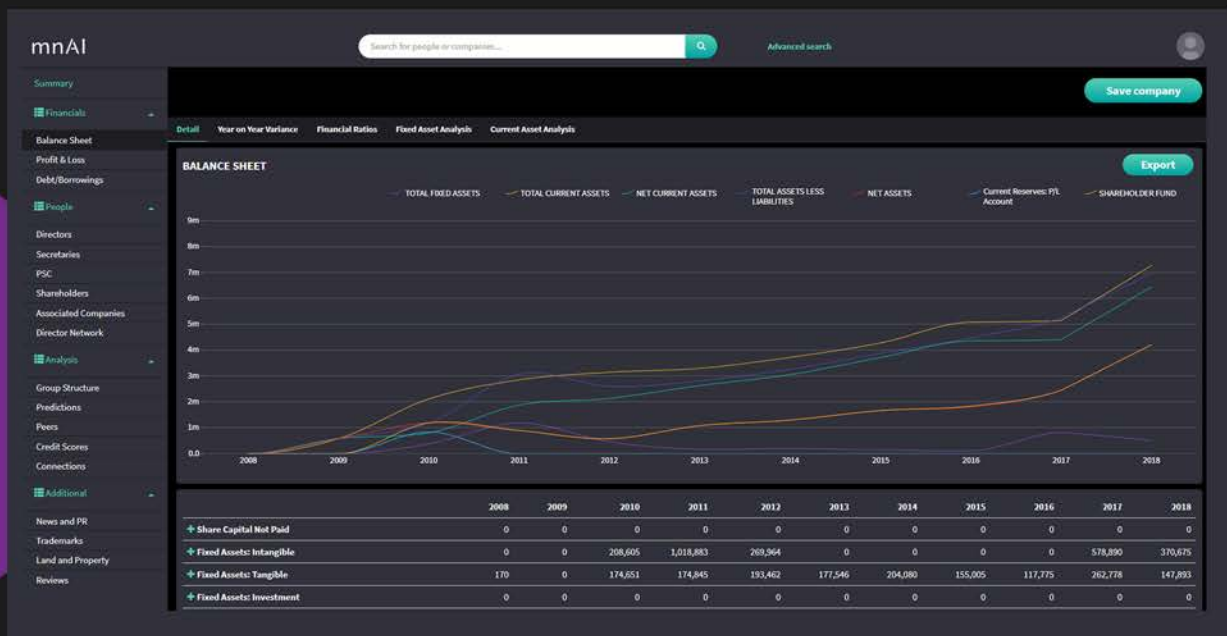 mnAI
Search for people or companies...
Advanced search
Summary
Save company
Financials
Balance Sheet
Profit & Loss
Debt/Borrowings
People
Directors
Secretaries
PSC
Shareholders
Associated Companies
Director Network
Analysis
Group Structure
Predictions
Peers
Credit Scores
Connections
Additional
News and PR
Trademarks
Land and Property
Reviews
Detail Year on Year Variance Financial Ratios Fixed Asset Analysis Current Asset Analysis
BALANCE SHEET
Export
TOTAL FIXED ASSETS TOTAL CURRENT ASSETS NET CURRENT ASSETS TOTAL ASSETS LESS LIABILITIES NET ASSETS Current Reserves: P/L Account SHAREHOLDER FUND
9m
8m
7m
6m
5m
4m
3m
2m
1m
0.0
2008 2009 2010 2011 2012 2013 2014 2015 2016 2017 2018
2008 2009 2010 2011 2012 2013 2014 2015 2016 2017 2018
+ Share Capital Not Paid 0 0 0 0 0 0 0 0 0 0 0
+ Fixed Assets: Intangible 0 0 208,605 1,018,883 269,964 0 0 0 0 578,890 370,675
+ Fixed Assets: Tangible 170 0 174,651 174,845 193,462 177,546 204,080 155,005 117,775 262,778 147,893
+ Fixed Assets: Investment 0 0 0 0 0 0 0 0 0 0 0